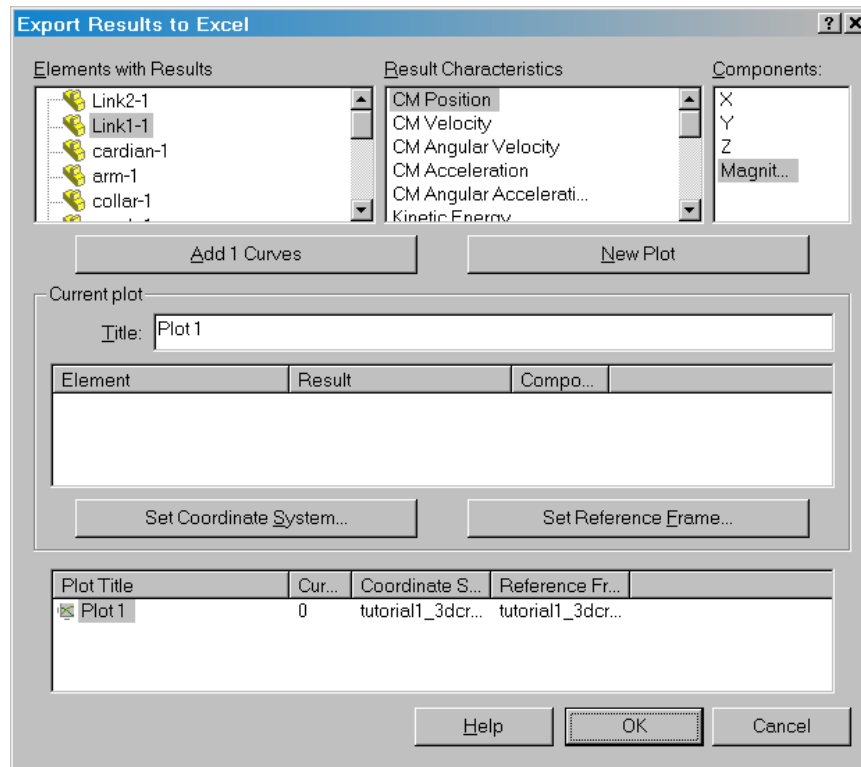 Export Results to Excel
Elements with Results
Result Characteristics
Components:
Link2-1
Link1-1
cardian-1
arm-1
collar-1
CM Position
CM Velocity
CM Angular Velocity
CM Acceleration
CM Angular Accelerati...
Kinetic Energy
X
Y
Z
Magnit...
Add 1 Curves
New Plot
Current plot
Title: Plot 1
Element Result Compo...
Set Coordinate System...
Set Reference Frame...
Plot Title Cur... Coordinate S... Reference Fr...
Plot 1 0 tutorial1_3dcr... tutorial1_3dcr...
Help
OK
Cancel